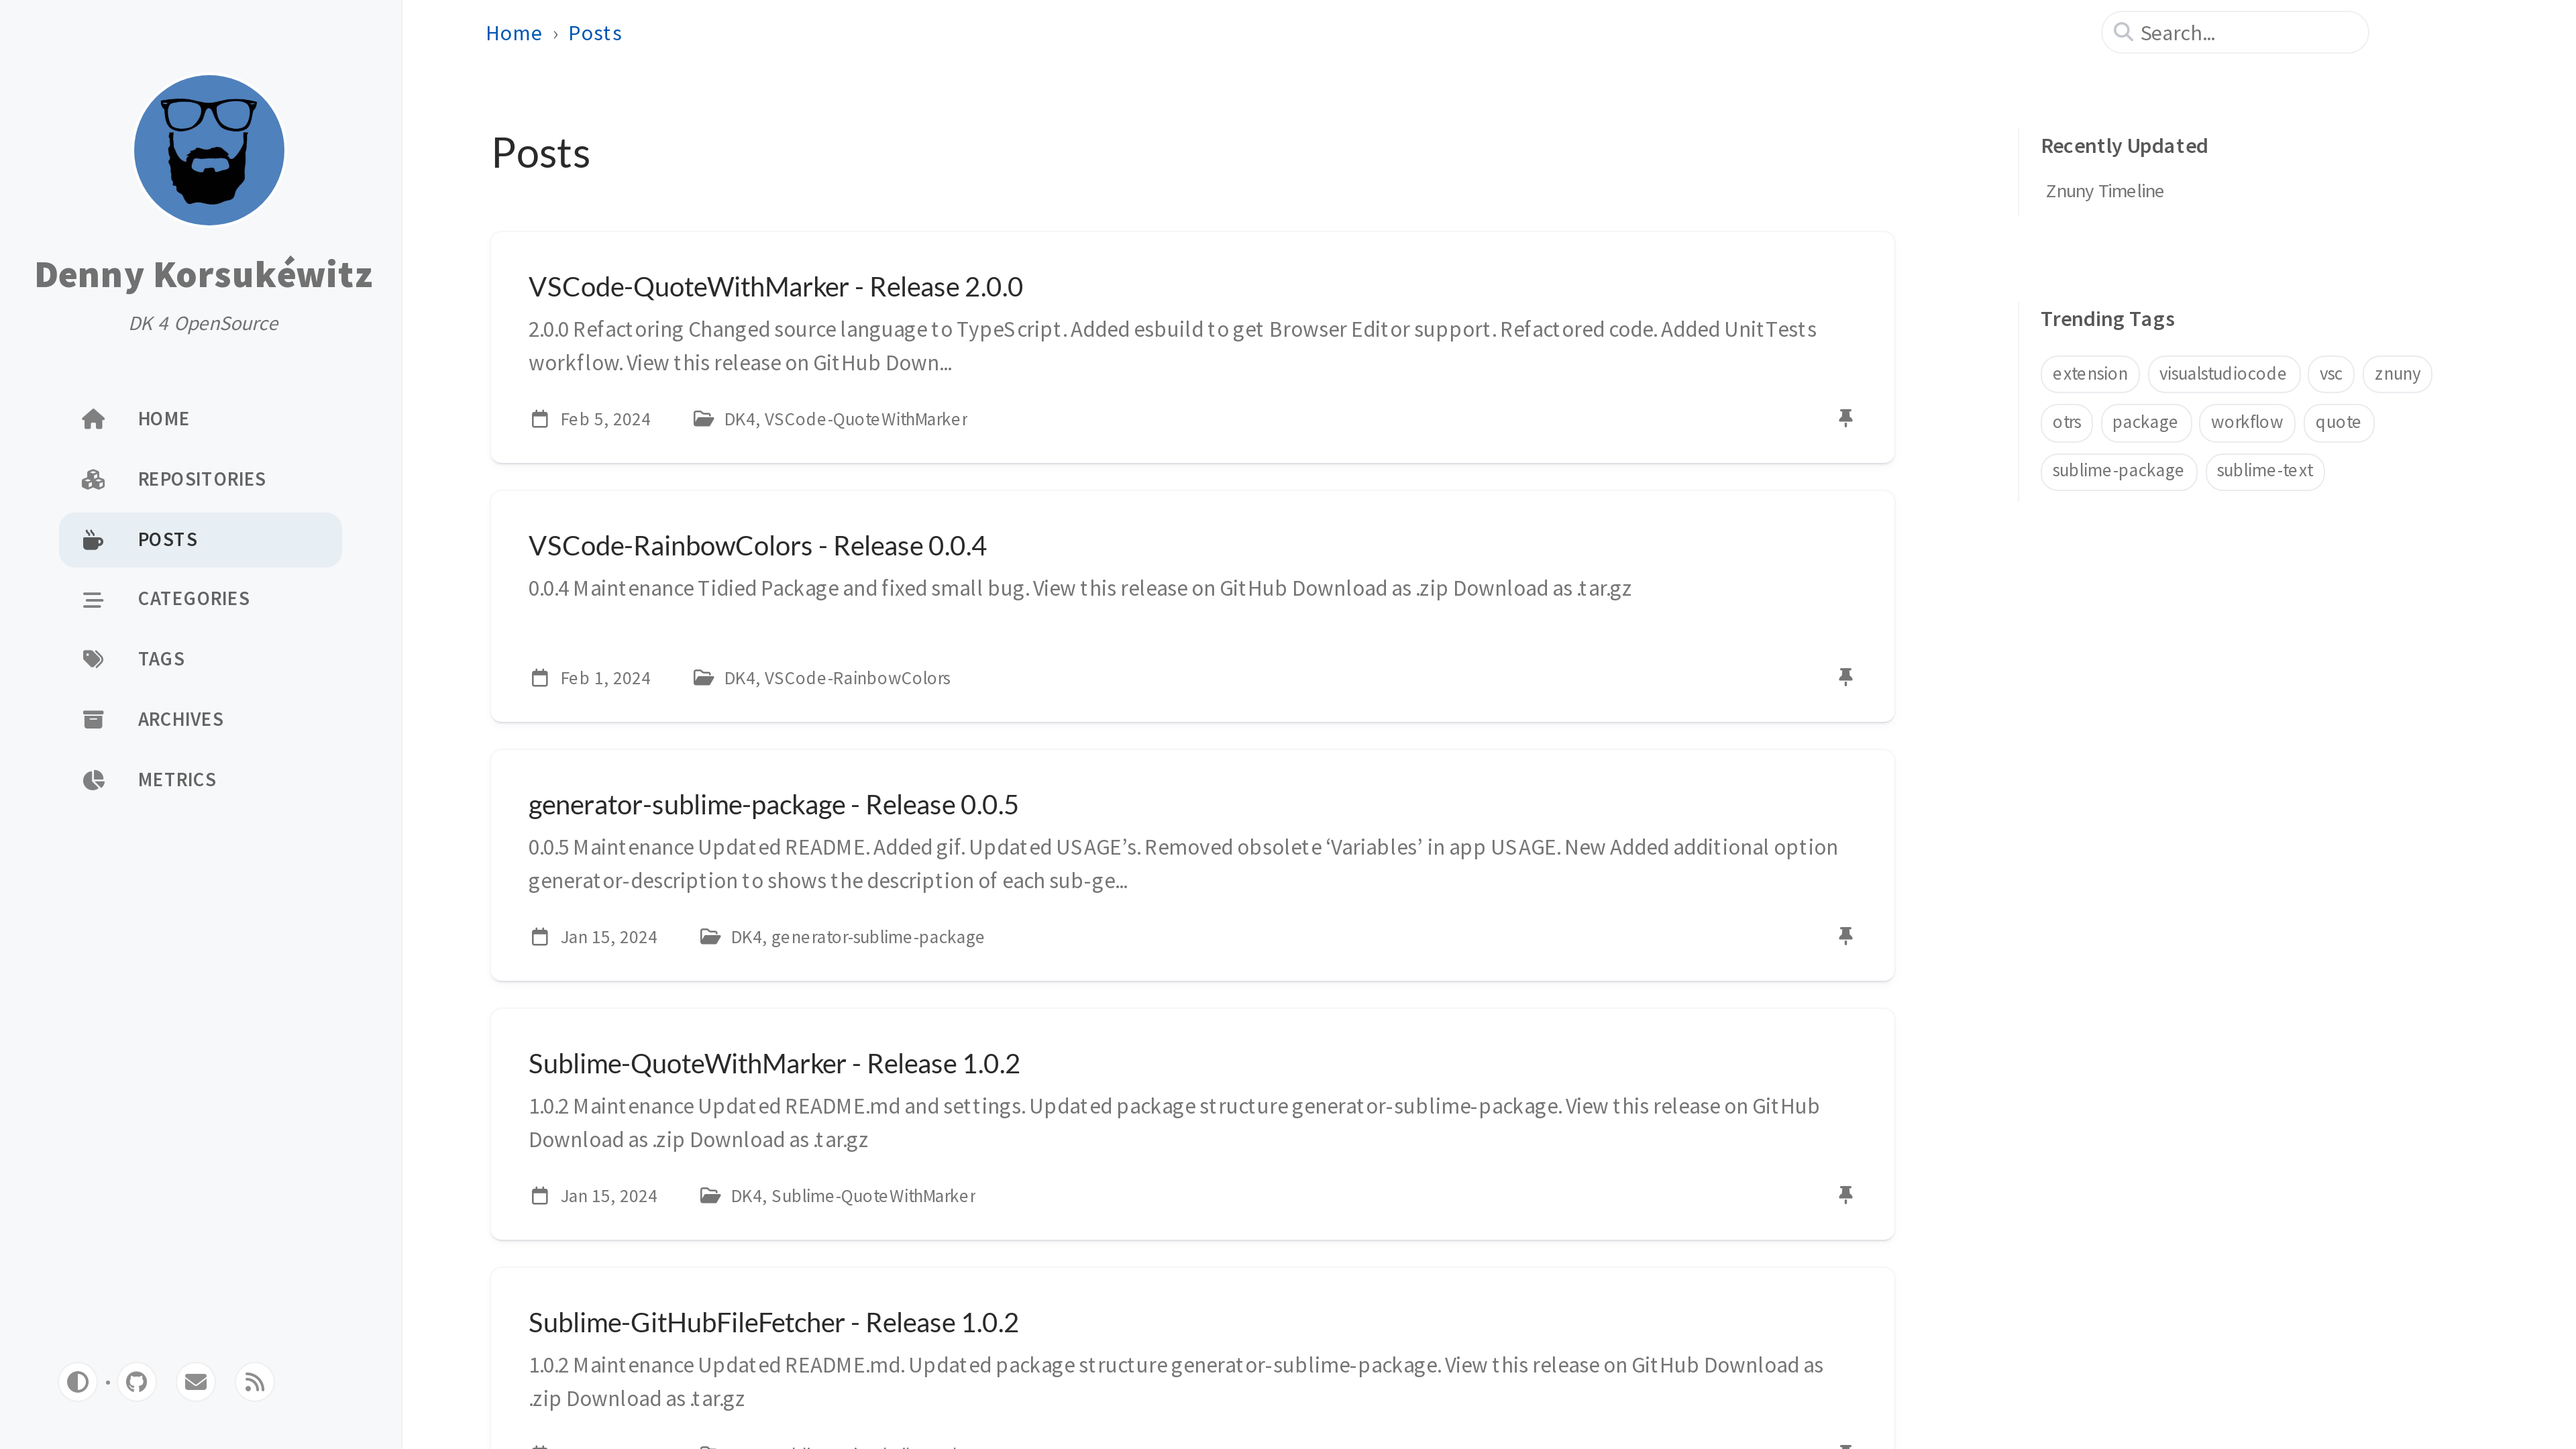 Denny Korsukéwitz
DK 4 OpenSource
HOME
REPOSITORIES
POSTS
CATEGORIES
TAGS
ARCHIVES
METRICS
Home › Posts
Search...
Posts
VSCode-QuoteWithMarker - Release 2.0.0
2.0.0 Refactoring Changed source language to TypeScript. Added esbuild to get Browser Editor support. Refactored code. Added UnitTests
workflow. View this release on GitHub Down...
Feb 5, 2024 DK4, VSCode-QuoteWithMarker
VSCode-RainbowColors - Release 0.0.4
0.0.4 Maintenance Tidied Package and fixed small bug. View this release on GitHub Download as .zip Download as .tar.gz
Feb 1, 2024 DK4, VSCode-RainbowColors
generator-sublime-package - Release 0.0.5
0.0.5 Maintenance Updated README. Added gif. Updated USAGE’s. Removed obsolete ‘Variables’ in app USAGE. New Added additional option
generator-description to shows the description of each sub-ge...
Jan 15, 2024 DK4, generator-sublime-package
Sublime-QuoteWithMarker - Release 1.0.2
1.0.2 Maintenance Updated README.md and settings. Updated package structure generator-sublime-package. View this release on GitHub
Download as .zip Download as .tar.gz
Jan 15, 2024 DK4, Sublime-QuoteWithMarker
Sublime-GitHubFileFetcher - Release 1.0.2
1.0.2 Maintenance Updated README.md. Updated package structure generator-sublime-package. View this release on GitHub Download as
.zip Download as .tar.gz
Recently Updated
Znuny Timeline
Trending Tags
extension visualstudiocode vsc znuny
otrs package workflow quote
sublime-package sublime-text